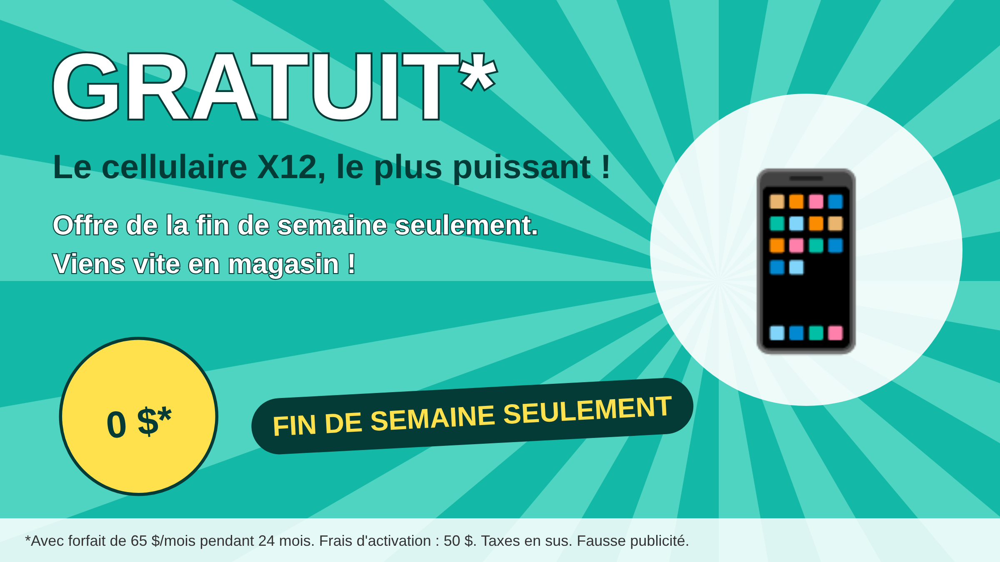 GRATUIT*
Le cellulaire X12, le plus puissant !
Offre de la fin de semaine seulement.
Viens vite en magasin !
0 $*
FIN DE SEMAINE SEULEMENT
*Avec forfait de 65 $/mois pendant 24 mois. Frais d'activation : 50 $. Taxes en sus. Fausse publicité.